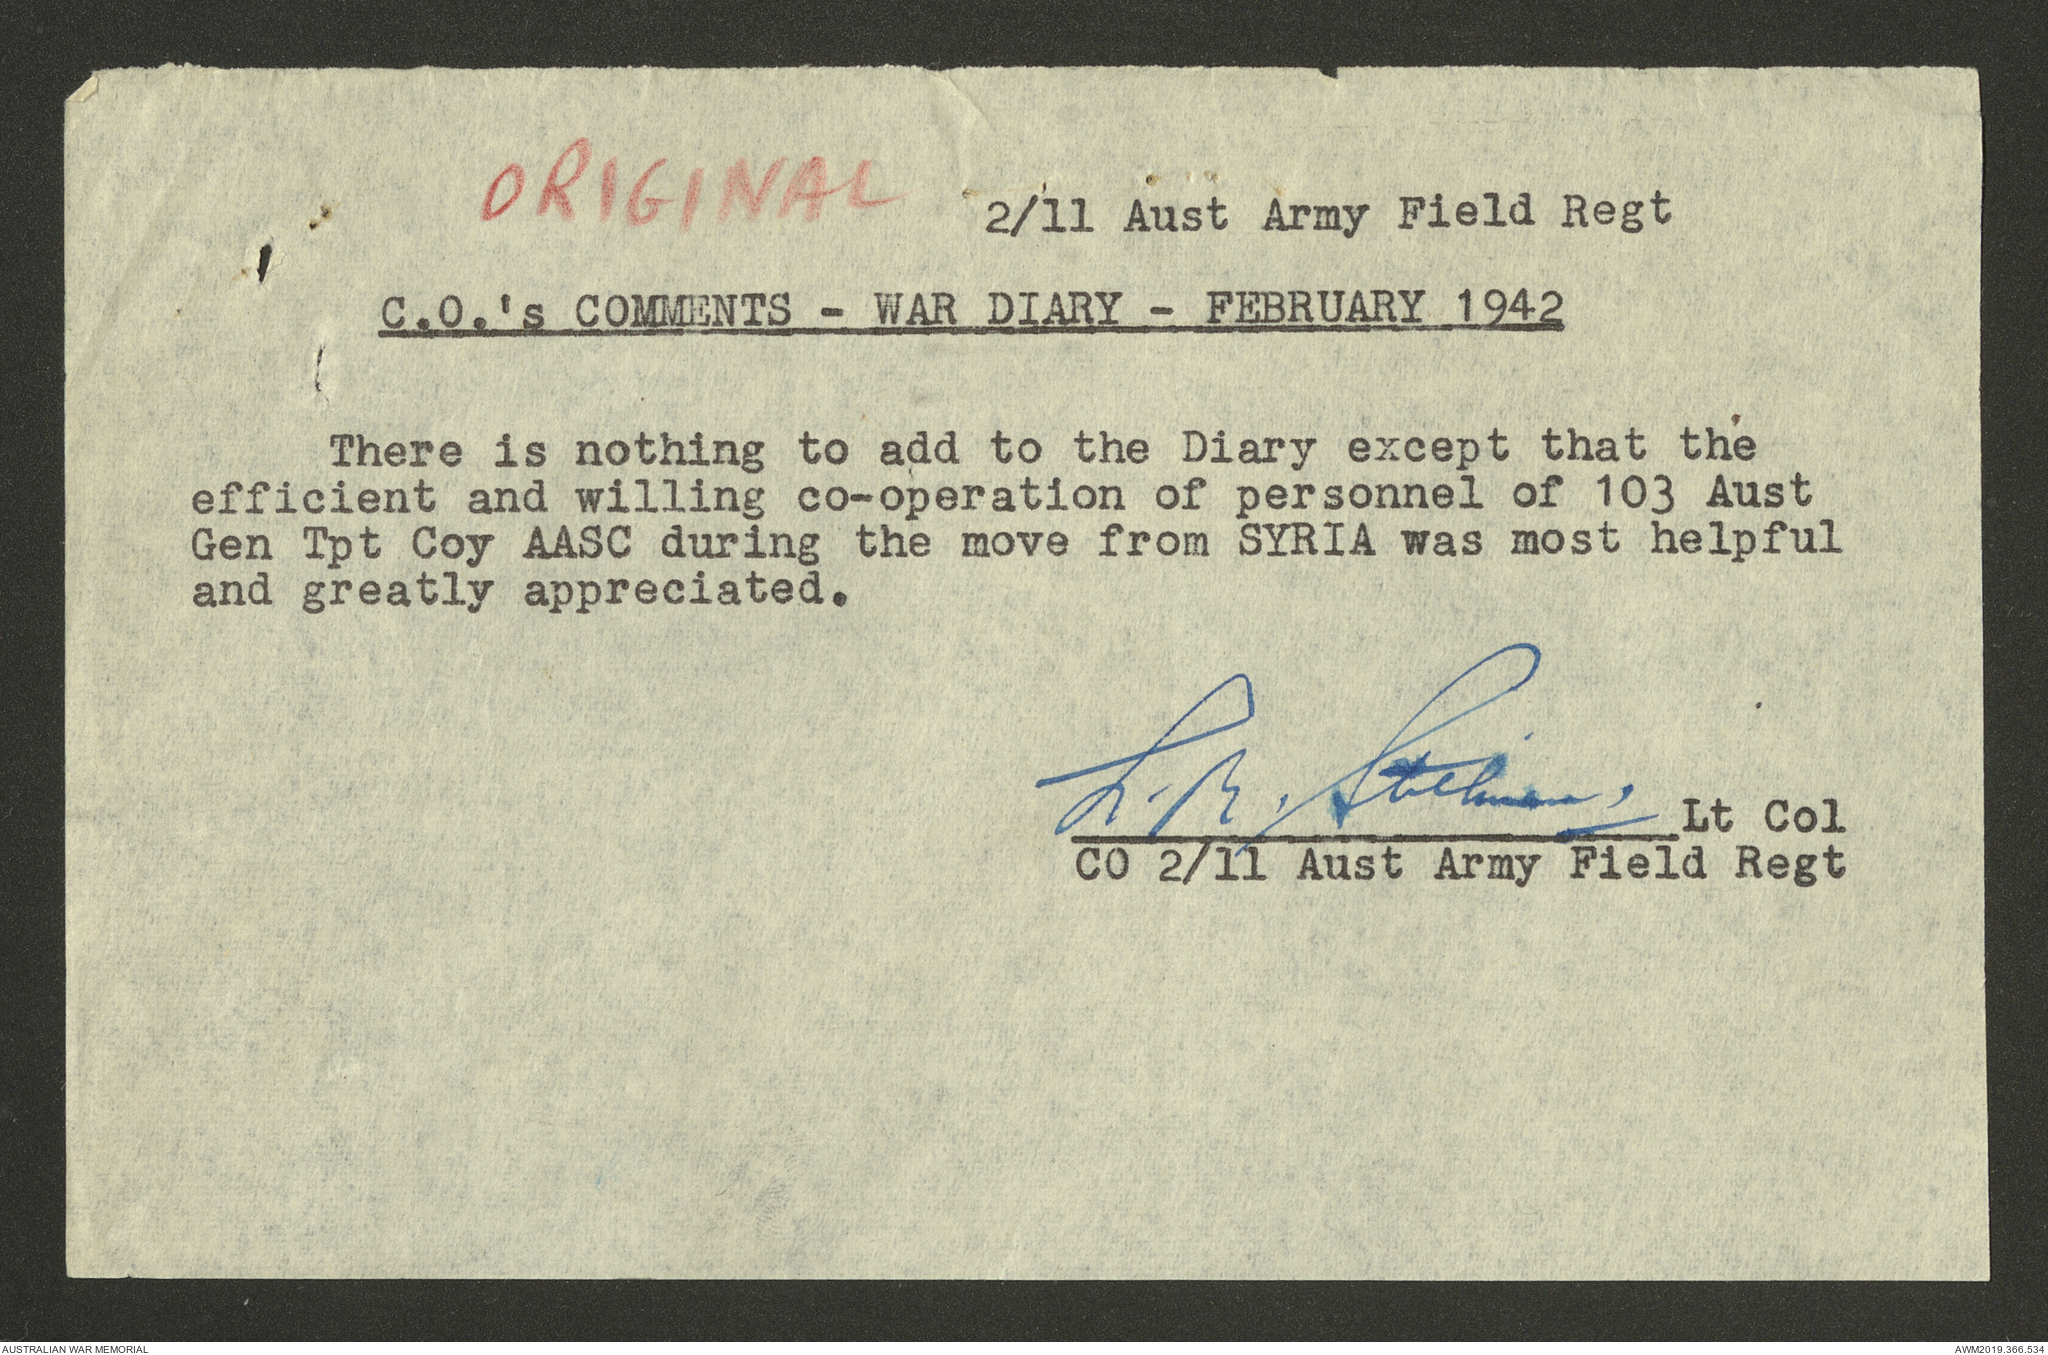 ORIGINAL
2/11 Aust Army Field Regt
C.O.'s COMMENTS - WAR DIARY - FEBRUARY 1942
There is nothing to add to the Diary except that the
efficient and willing co-operation of personnel of 103 Aust
Gen Tpt Coy AASC during the move from SYRIA was most helpful
and greatly appreciated.
Lt Col
CO 2/11 Aust Army Field Regt
AUSTRALIAN WAR MEMORIAL
AWM2019.366.534